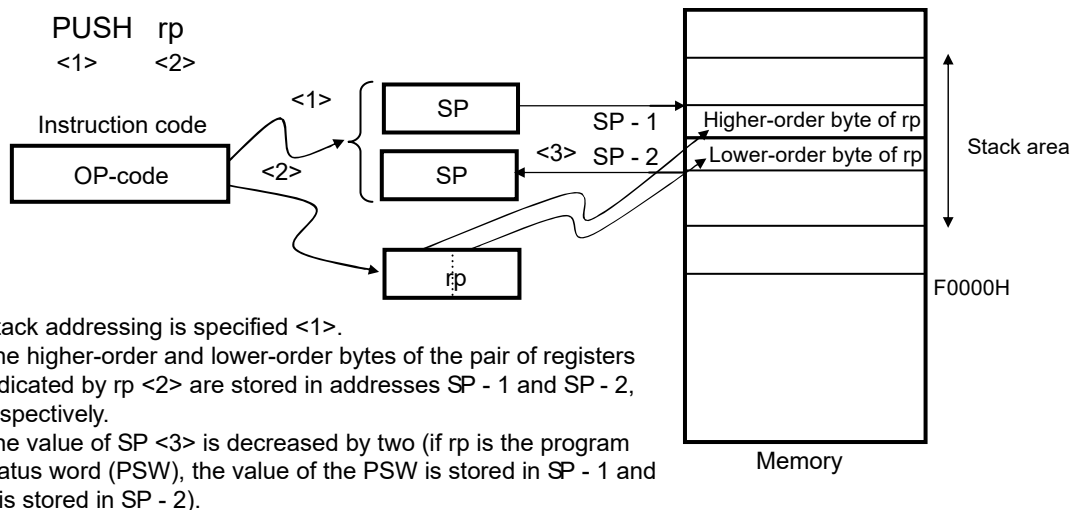 PUSH rp
<1> <2>
<1>
SP
SP - 1
Higher-order byte of rp
Stack area
Instruction code
OP-code
<2>
SP
<3> SP - 2
Lower-order byte of rp
rp
F0000H
tack addressing is specified <1>.
he higher-order and lower-order bytes of the pair of registers
dicated by rp <2> are stored in addresses SP - 1 and SP - 2,
spectively.
he value of SP <3> is decreased by two (if rp is the program
atus word (PSW), the value of the PSW is stored in SP - 1 and
is stored in SP - 2).
Memory